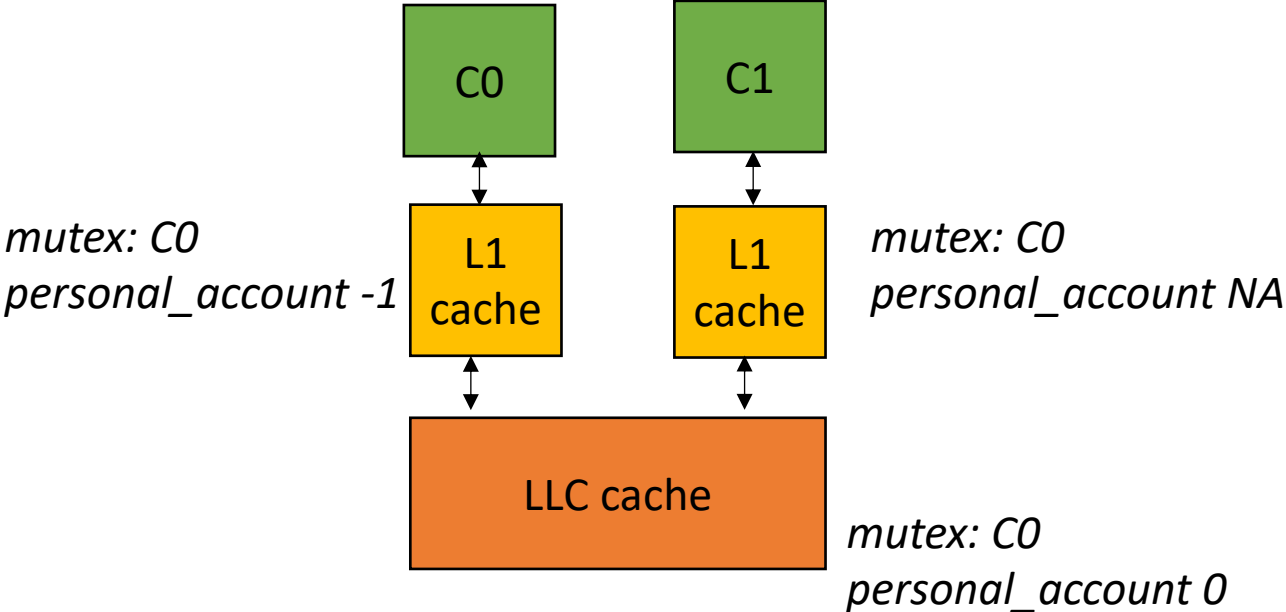 C0
C1
mutex: C0
personal_account -1
L1
cache
L1
cache
mutex: C0
personal_account NA
LLC cache
mutex: C0
personal_account 0